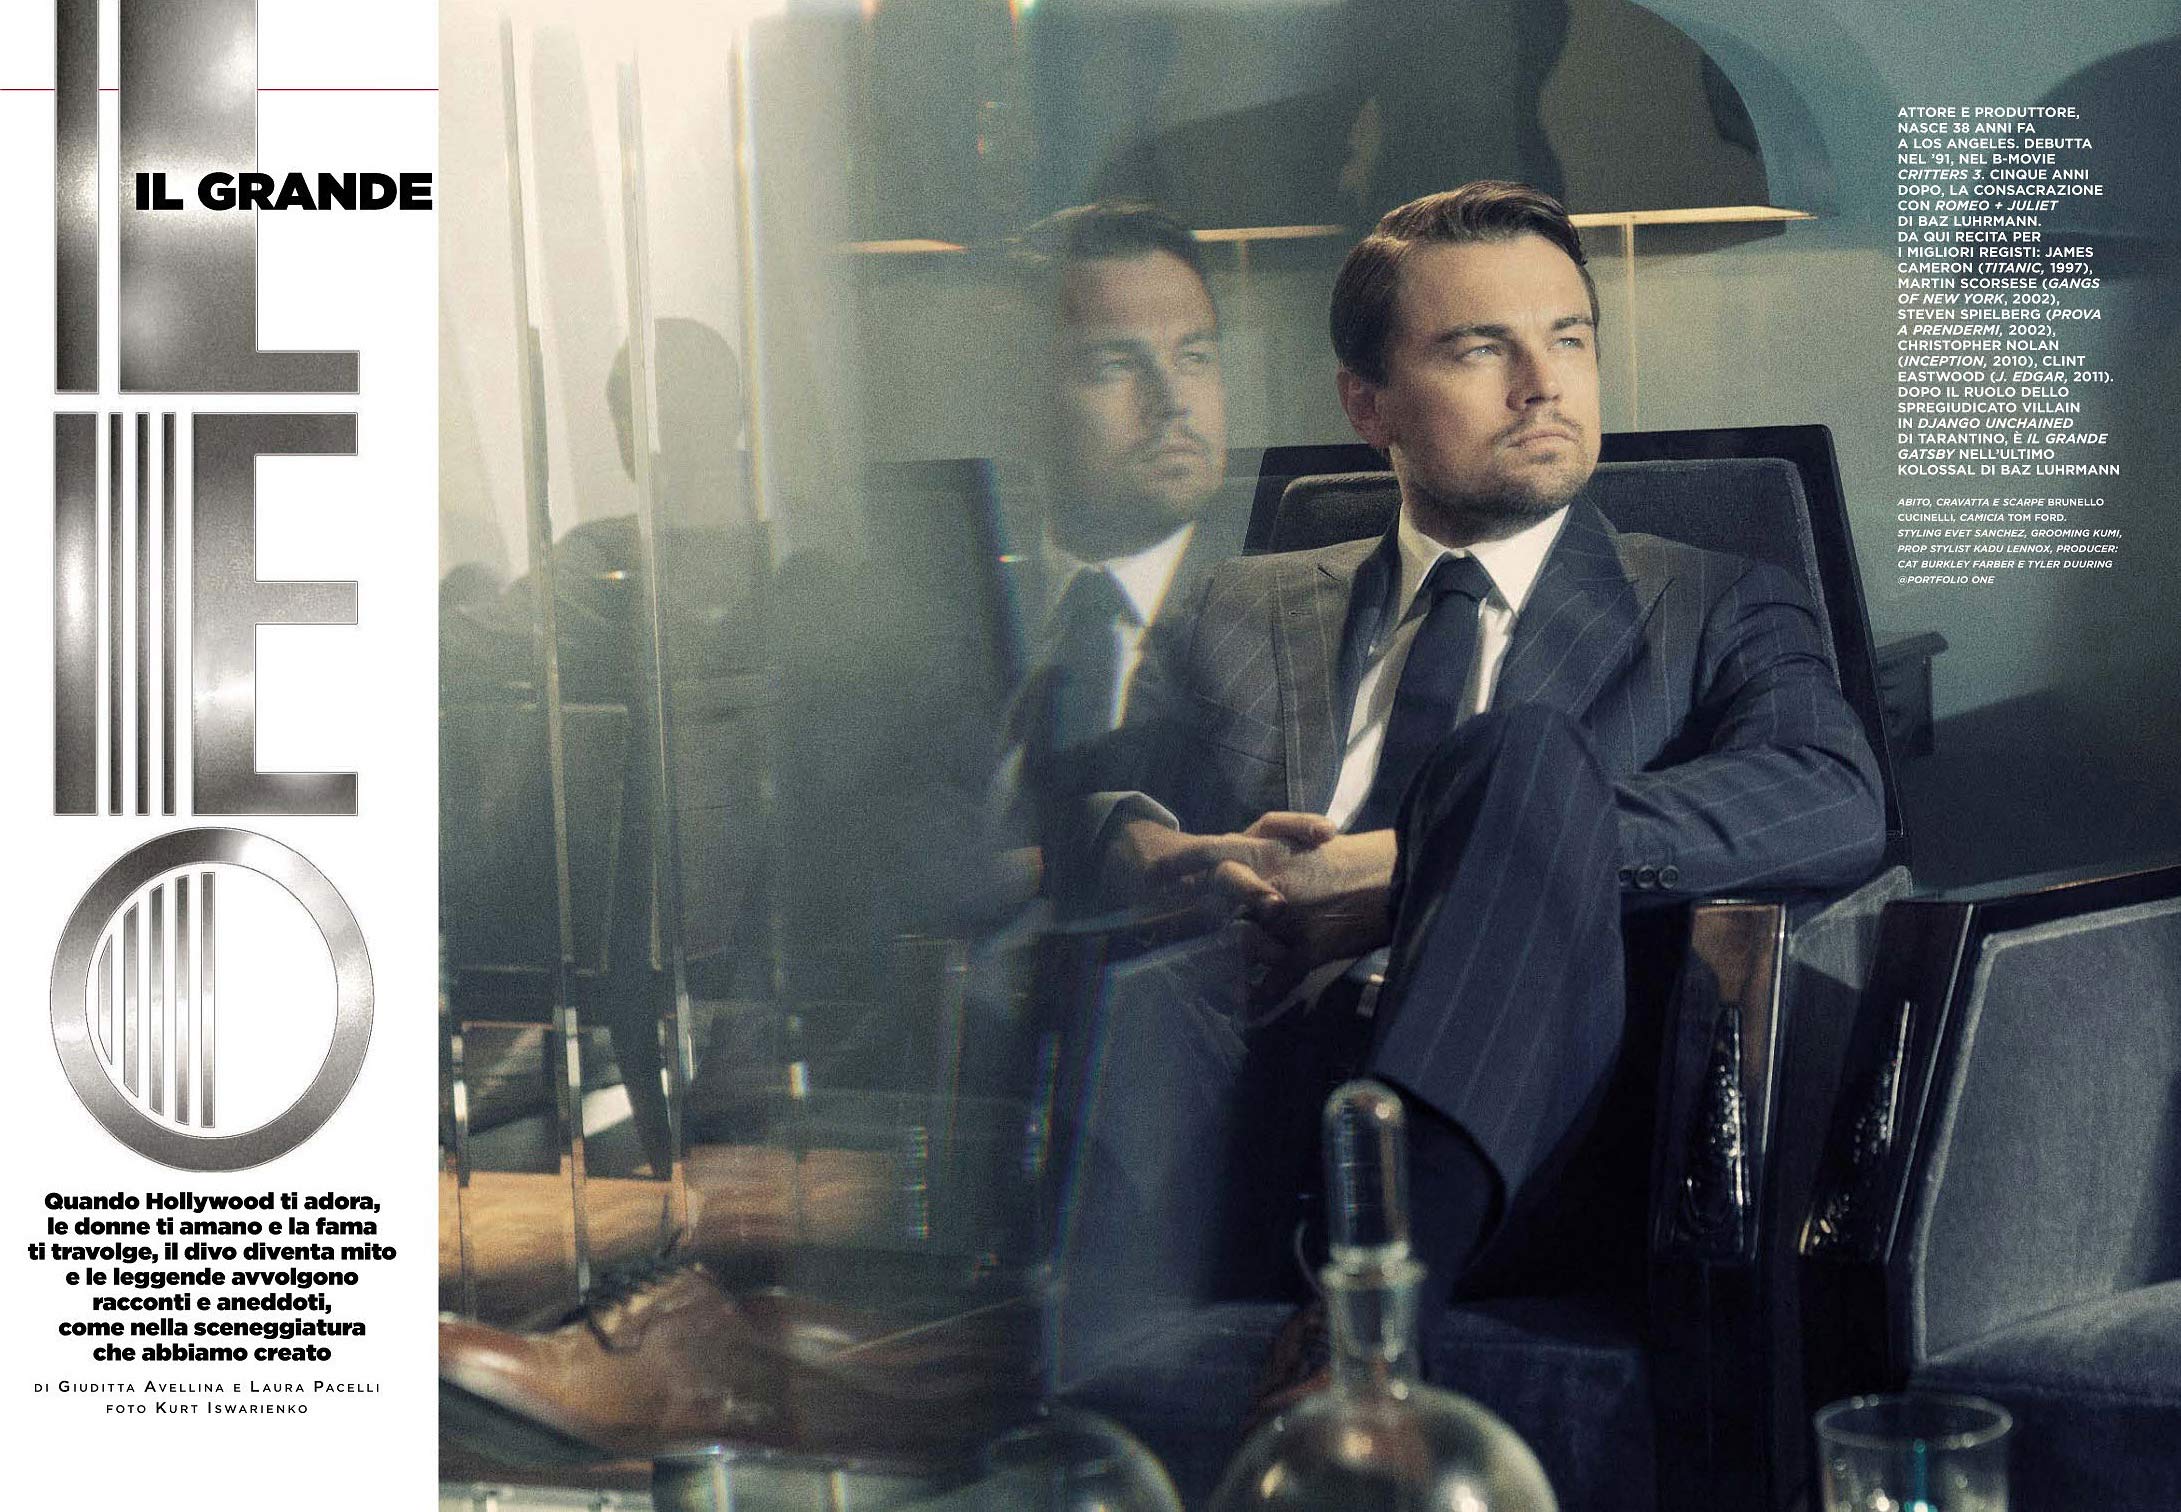 IL GRANDE
LEO
Quando Hollywood ti adora,
le donne ti amano e la fama
ti travolge, il divo diventa mito
e le leggende avvolgono
racconti e aneddoti,
come nella sceneggiatura
che abbiamo creato
DI GIUDITTA AVELLINA E LAURA PACELLI
FOTO KURT ISWARIENKO
ATTORE E PRODUTTORE,
NASCE 38 ANNI FA
A LOS ANGELES. DEBUTTA
NEL '91, NEL B-MOVIE
CRITTERS 3. CINQUE ANNI
DOPO, LA CONSACRAZIONE
CON ROMEO + JULIET
DI BAZ LUHRMANN.
DA QUI RECITA PER
I MIGLIORI REGISTI: JAMES
CAMERON (TITANIC, 1997),
MARTIN SCORSESE (GANGS
OF NEW YORK, 2002),
STEVEN SPIELBERG (PROVA
A PRENDERMI, 2002),
CHRISTOPHER NOLAN
(INCEPTION, 2010), CLINT
EASTWOOD (J. EDGAR, 2011).
DOPO IL RUOLO DELLO
SPREGIUDICATO VILLAIN
IN DJANGO UNCHAINED
DI TARANTINO, È IL GRANDE
GATSBY NELL'ULTIMO
KOLOSSAL DI BAZ LUHRMANN
ABITO, CRAVATTA E SCARPE BRUNELLO
CUCINELLI, CAMICIA TOM FORD.
STYLING EVET SANCHEZ, GROOMING KUMI,
PROP STYLIST KADU LENNOX, PRODUCER:
CAT BURKLEY FARBER E TYLER DUURING
@PORTFOLIO ONE